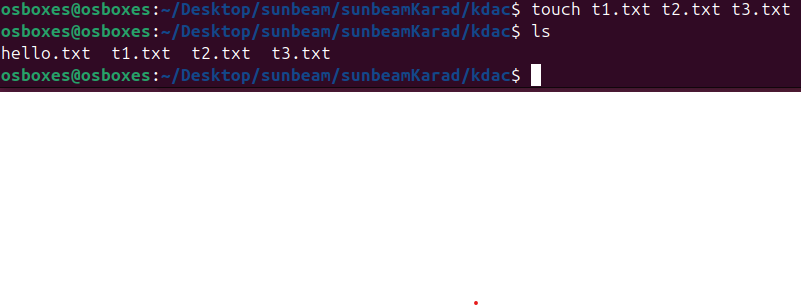 osboxes@osboxes:~/Desktop/sunbeam/sunbeamKarad/kdac$ touch t1.txt t2.txt t3.txt
osboxes@osboxes:~/Desktop/sunbeam/sunbeamKarad/kdac$ ls
hello.txt  t1.txt  t2.txt  t3.txt
osboxes@osboxes:~/Desktop/sunbeam/sunbeamKarad/kdac$